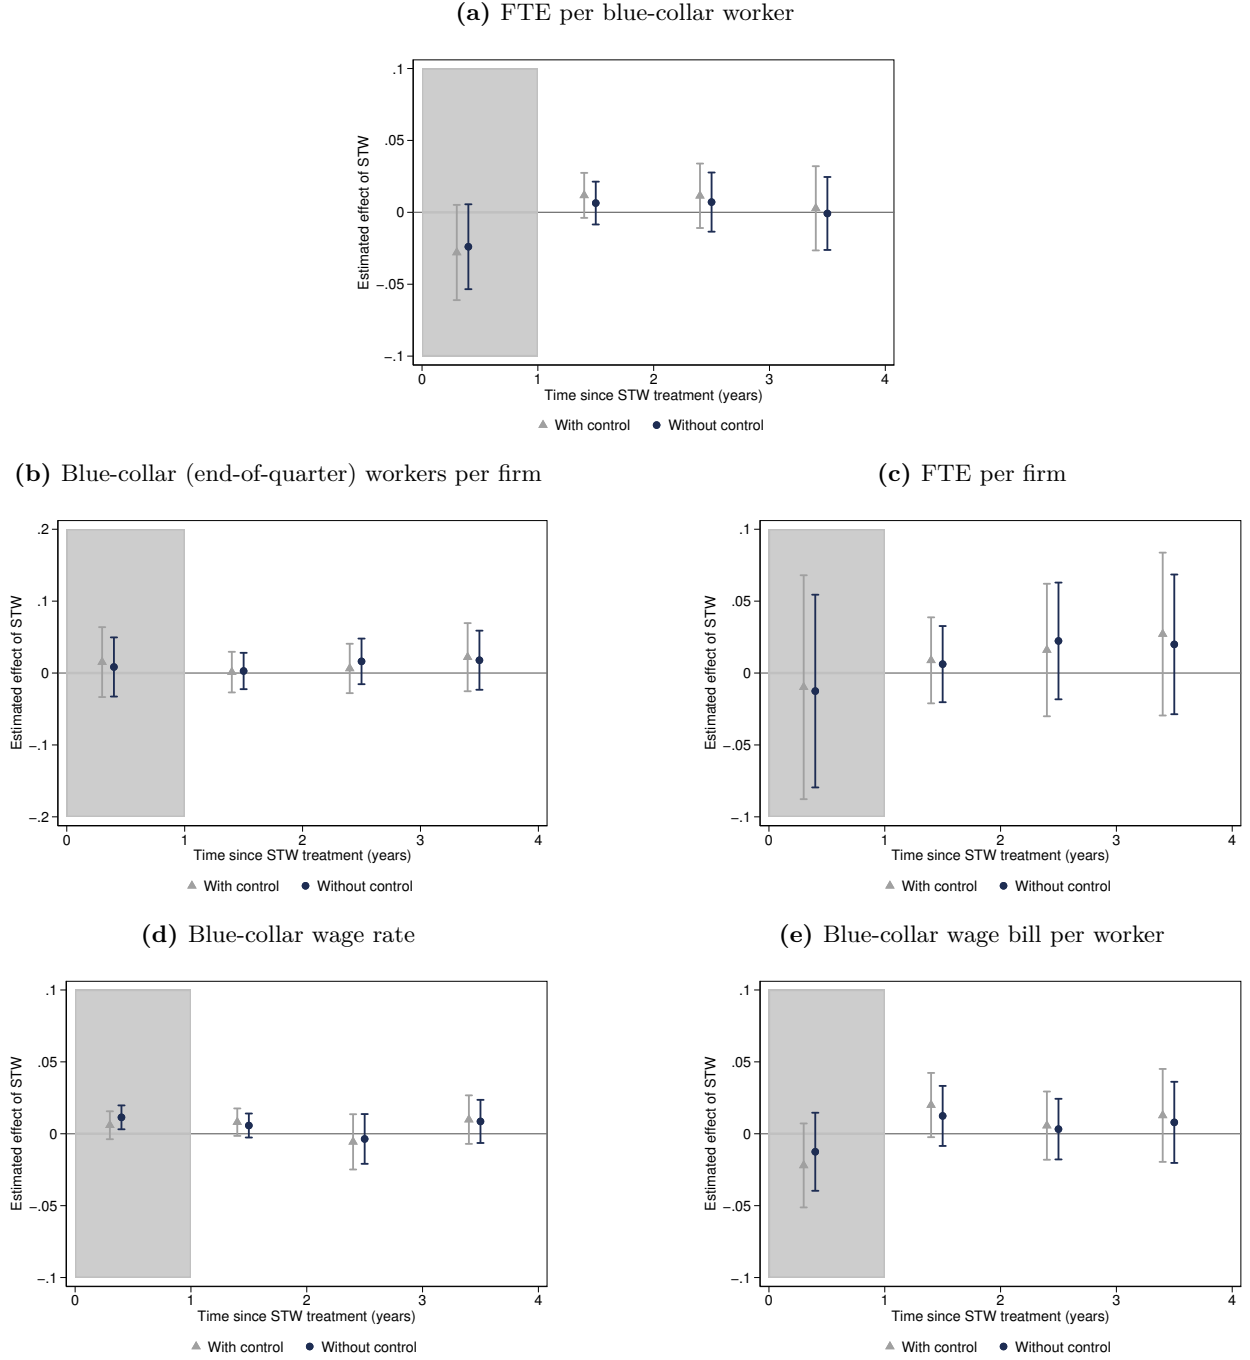 (a) FTE per blue-collar worker
Estimated effect of STW
.1
.05
0
−.05
−.1
0 1 2 3 4
Time since STW treatment (years)
With control Without control
(b) Blue-collar (end-of-quarter) workers per firm
Estimated effect of STW
.2
.1
0
−.1
−.2
0 1 2 3 4
Time since STW treatment (years)
With control Without control
(c) FTE per firm
Estimated effect of STW
.1
.05
0
−.05
−.1
0 1 2 3 4
Time since STW treatment (years)
With control Without control
(d) Blue-collar wage rate
Estimated effect of STW
.1
.05
0
−.05
−.1
0 1 2 3 4
Time since STW treatment (years)
With control Without control
(e) Blue-collar wage bill per worker
Estimated effect of STW
.1
.05
0
−.05
−.1
0 1 2 3 4
Time since STW treatment (years)
With control Without control